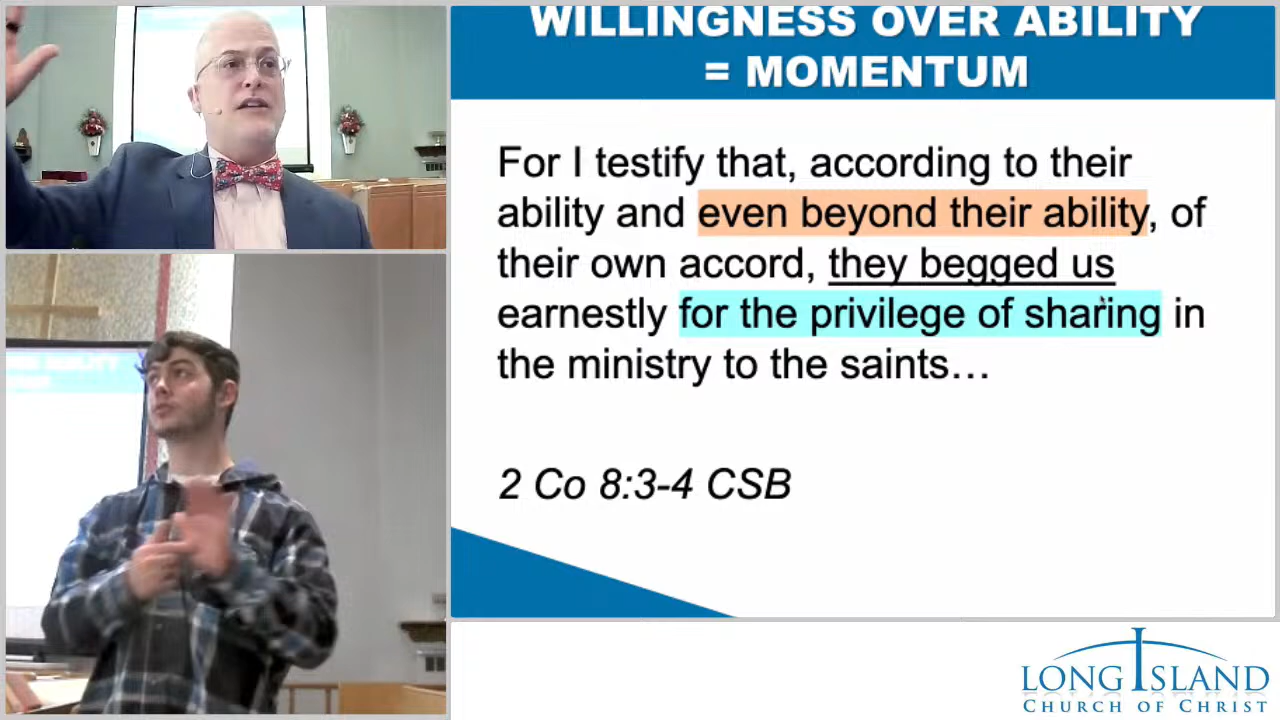 WILLINGNESS OVER ABILITY
= MOMENTUM
For I testify that, according to their
ability and even beyond their ability, of
their own accord, they begged us
earnestly for the privilege of sharing in
the ministry to the saints…
2 Co 8:3-4 CSB
LONG ISLAND
CHURCH OF CHRIST